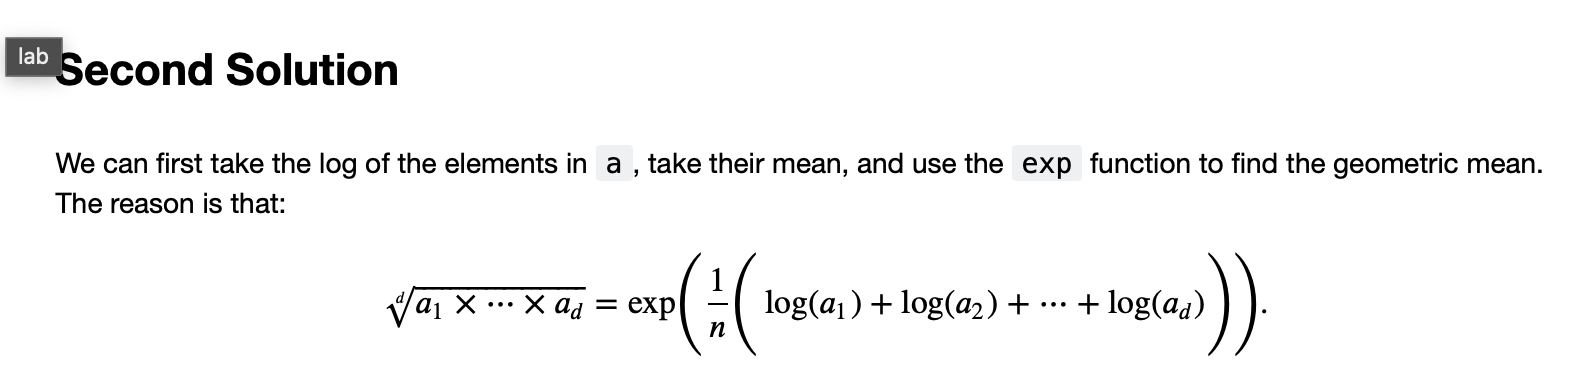 lab
Second Solution
We can first take the log of the elements in a , take their mean, and use the exp function to find the geometric mean.
The reason is that:
$\sqrt[d]{a_1 \times \cdots \times a_d} = \exp\left(\frac{1}{n}\left(\log(a_1) + \log(a_2) + \cdots + \log(a_d)\right)\right).$